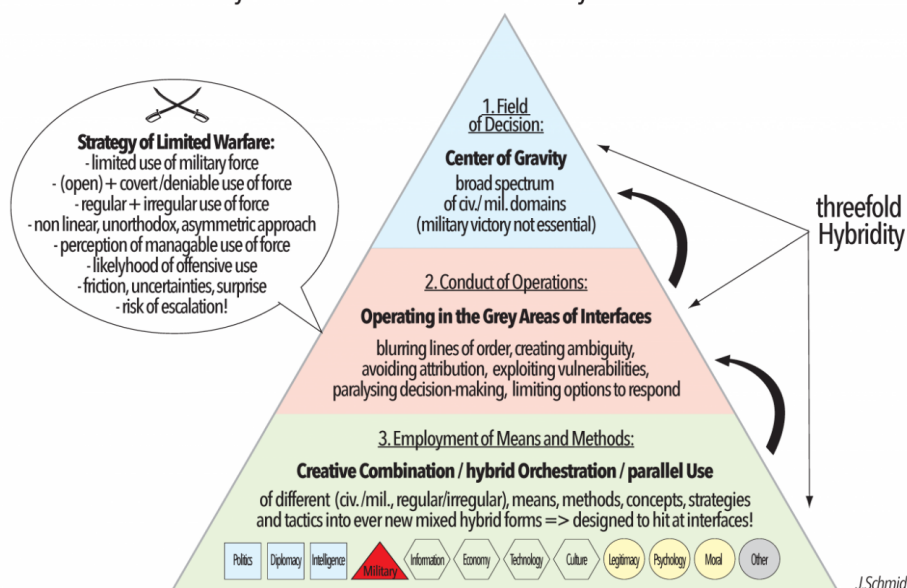 1. Field
of Decision:
Center of Gravity
broad spectrum
of civ./ mil. domains
(military victory not essential)
Strategy of Limited Warfare:
- limited use of military force
- (open) + covert/deniable use of force
- regular + irregular use of force
- non linear, unorthodox, asymmetric approach
- perception of managable use of force
- likelyhood of offensive use
- friction, uncertainties, surprise
- risk of escalation!
threefold
Hybridity
2. Conduct of Operations:
Operating in the Grey Areas of Interfaces
blurring lines of order, creating ambiguity,
avoiding attribution, exploiting vulnerabilities,
paralysing decision-making, limiting options to respond
3. Employment of Means and Methods:
Creative Combination / hybrid Orchestration / parallel Use
of different (civ./mil., regular/irregular), means, methods, concepts, strategies
and tactics into ever new mixed hybrid forms => designed to hit at interfaces!
Politics Diplomacy Intelligence Military Information Economy Technology Culture Legitimacy Psychology Moral Other